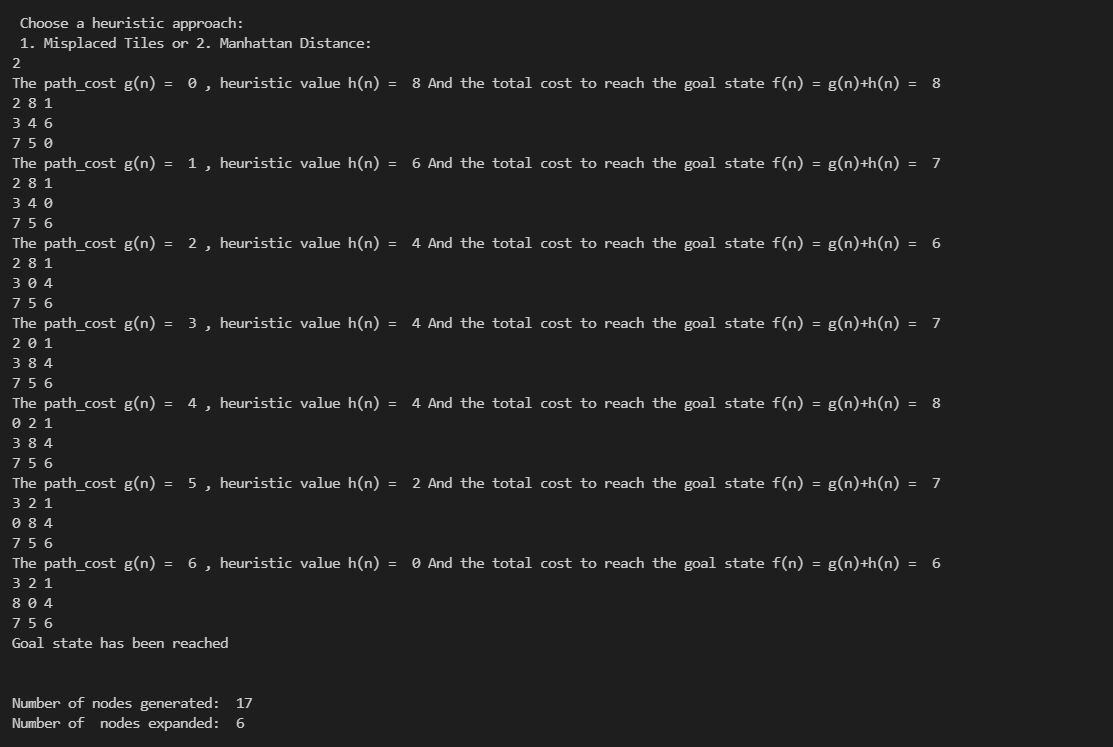 Choose a heuristic approach:
1. Misplaced Tiles or 2. Manhattan Distance:
2
The path_cost g(n) =  0 , heuristic value h(n) =  8 And the total cost to reach the goal state f(n) = g(n)+h(n) =  8
2 8 1
3 4 6
7 5 0
The path_cost g(n) =  1 , heuristic value h(n) =  6 And the total cost to reach the goal state f(n) = g(n)+h(n) =  7
2 8 1
3 4 0
7 5 6
The path_cost g(n) =  2 , heuristic value h(n) =  4 And the total cost to reach the goal state f(n) = g(n)+h(n) =  6
2 8 1
3 0 4
7 5 6
The path_cost g(n) =  3 , heuristic value h(n) =  4 And the total cost to reach the goal state f(n) = g(n)+h(n) =  7
2 0 1
3 8 4
7 5 6
The path_cost g(n) =  4 , heuristic value h(n) =  4 And the total cost to reach the goal state f(n) = g(n)+h(n) =  8
0 2 1
3 8 4
7 5 6
The path_cost g(n) =  5 , heuristic value h(n) =  2 And the total cost to reach the goal state f(n) = g(n)+h(n) =  7
3 2 1
0 8 4
7 5 6
The path_cost g(n) =  6 , heuristic value h(n) =  0 And the total cost to reach the goal state f(n) = g(n)+h(n) =  6
3 2 1
8 0 4
7 5 6
Goal state has been reached
Number of nodes generated:  17
Number of  nodes expanded:  6